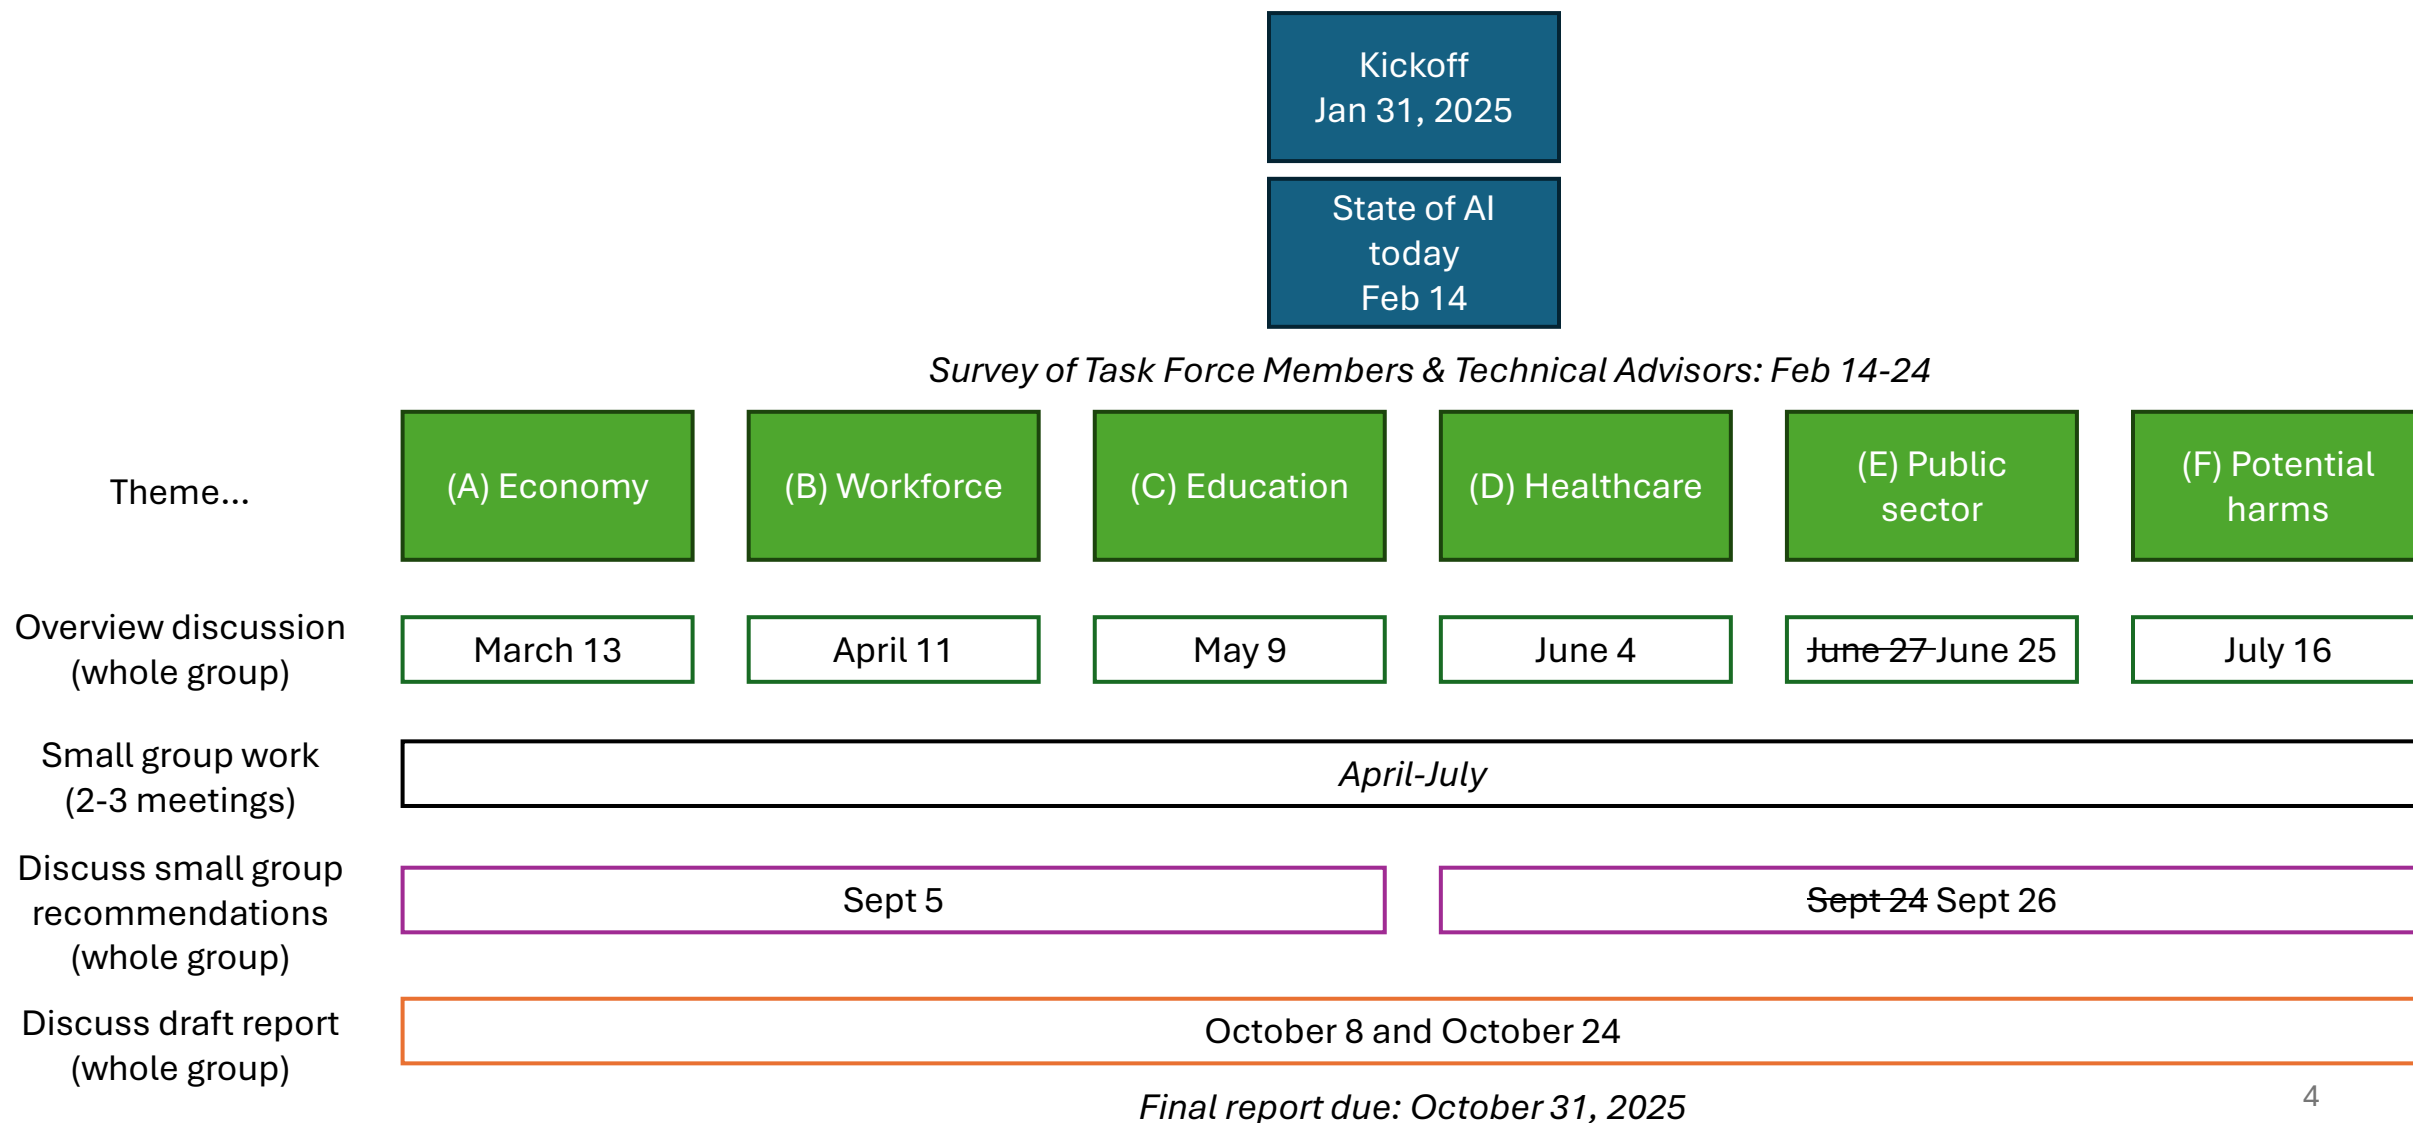 Kickoff
Jan 31, 2025
State of AI
today
Feb 14
Survey of Task Force Members & Technical Advisors: Feb 14-24
Theme...
(A) Economy
(B) Workforce
(C) Education
(D) Healthcare
(E) Public
sector
(F) Potential
harms
Overview discussion
(whole group)
March 13
April 11
May 9
June 4
June 27 June 25
July 16
Small group work
(2-3 meetings)
April-July
Discuss small group
recommendations
(whole group)
Sept 5
Sept 24 Sept 26
Discuss draft report
(whole group)
October 8 and October 24
Final report due: October 31, 2025
4